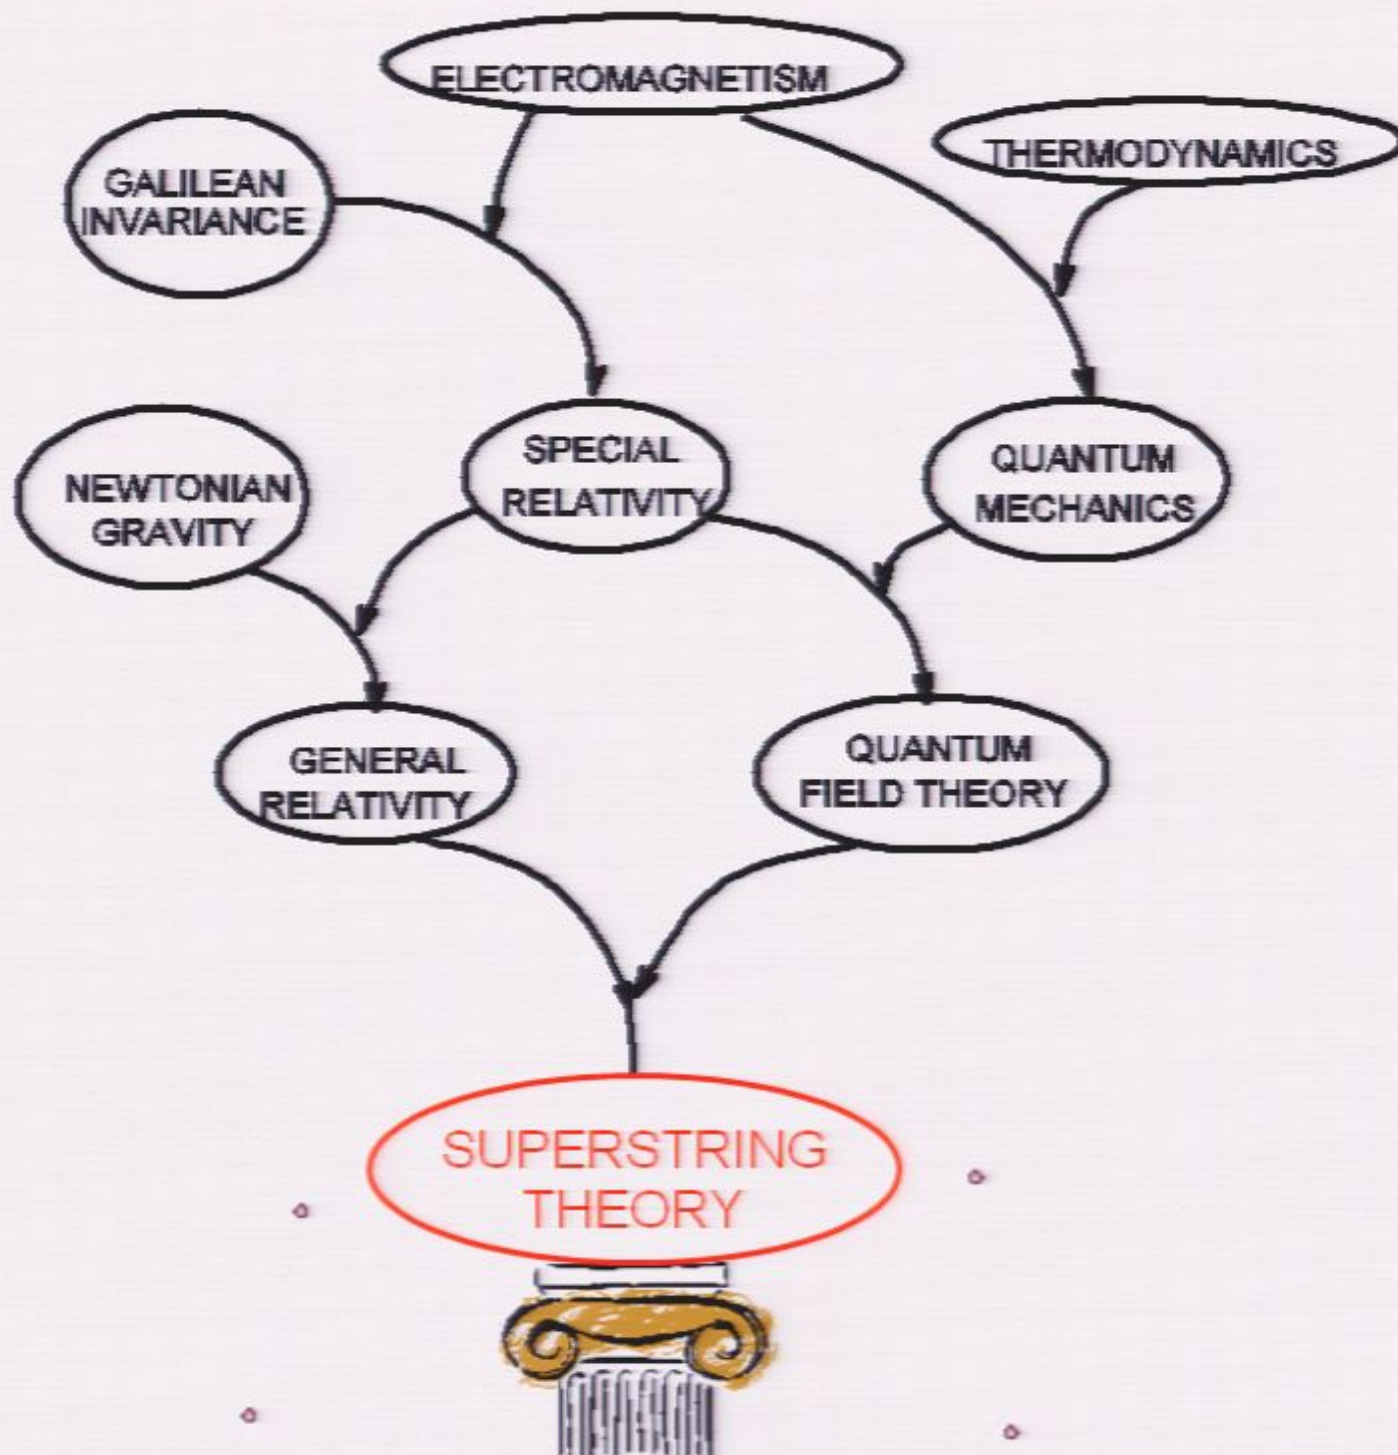 ELECTROMAGNETISM
THERMODYNAMICS
GALILEAN
INVARIANCE
SPECIAL
RELATIVITY
QUANTUM
MECHANICS
NEWTONIAN
GRAVITY
GENERAL
RELATIVITY
QUANTUM
FIELD THEORY
SUPERSTRING
THEORY